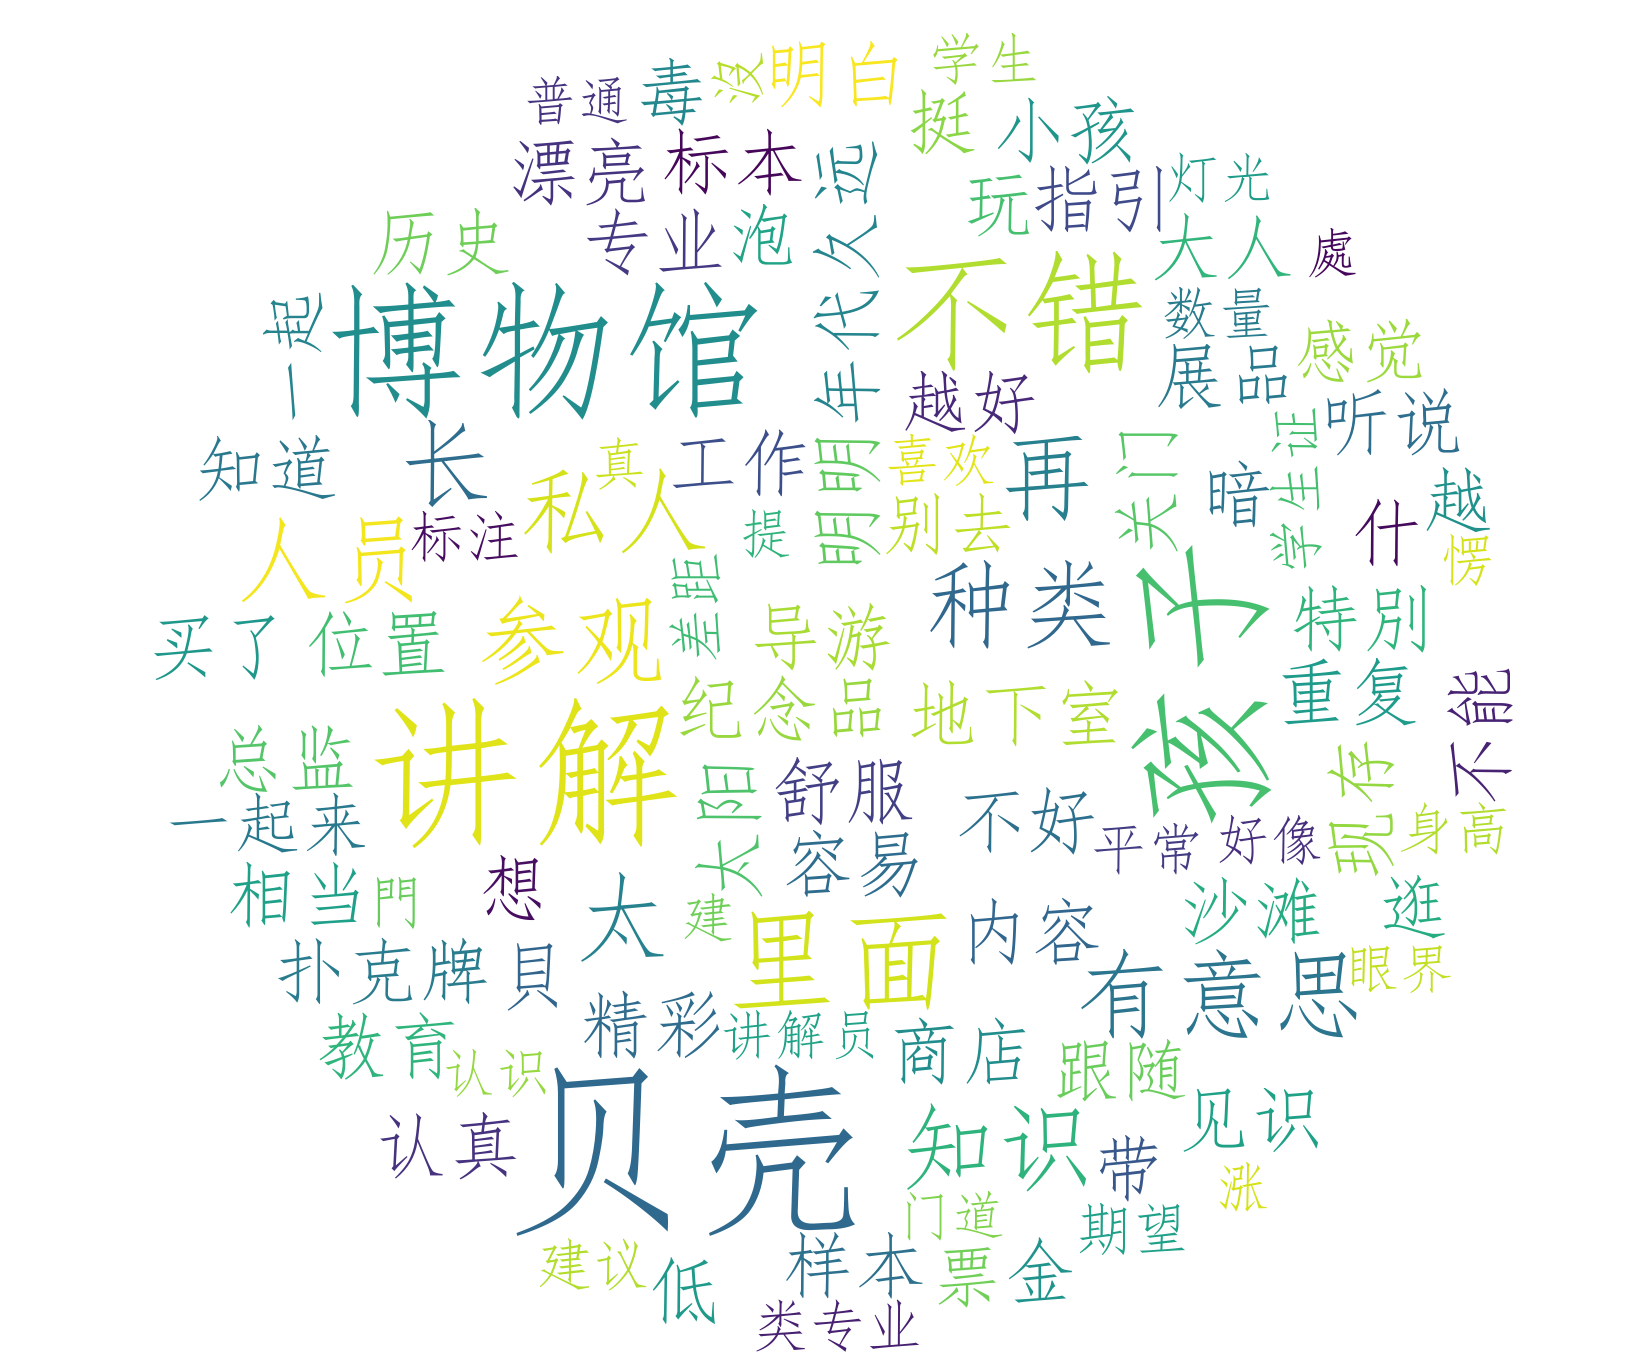 普通
毒
没
明白
学生
漂亮
标本
挺
小孩
历史
专业
泡
年代久远
玩
指引
灯光
大人
處
一起
博物馆
不错
数量
展品
感觉
越好
知道
长
私人
真
工作
明明
喜欢
再
关门
暗
学生证
听说
越
人员
标注
提
别去
什
愣
买了
位置
参观
差距
导游
种类
孩子
特別
重复
不能
总监
讲解
纪念品
地下室
太阳
舒服
现存
一起来
容易
不好
平常
好像
身高
相当
門
想
太
建
里面
内容
沙滩
逛
扑克牌
貝
精彩
讲解员
商店
有意思
眼界
教育
认识
跟随
认真
贝壳
知识
带
见识
涨
门道
期望
建议
低
样本
票
金
类专业